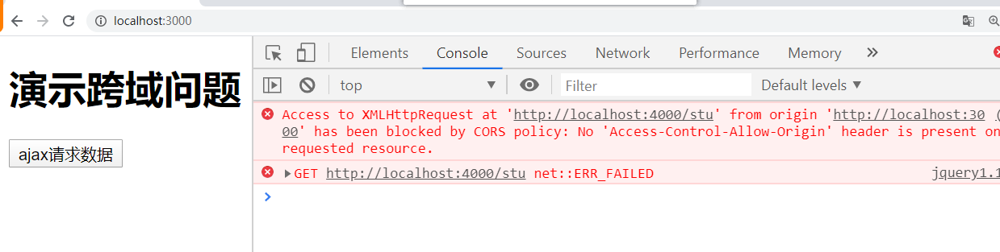 localhost:3000
演示跨域问题
ajax请求数据
Elements Console Sources Network Performance Memory
top Filter Default levels ▼
Access to XMLHttpRequest at 'http://localhost:4000/stu' from origin 'http://localhost:30 (
00' has been blocked by CORS policy: No 'Access-Control-Allow-Origin' header is present on
requested resource.
GET http://localhost:4000/stu net::ERR_FAILED jquery1.1